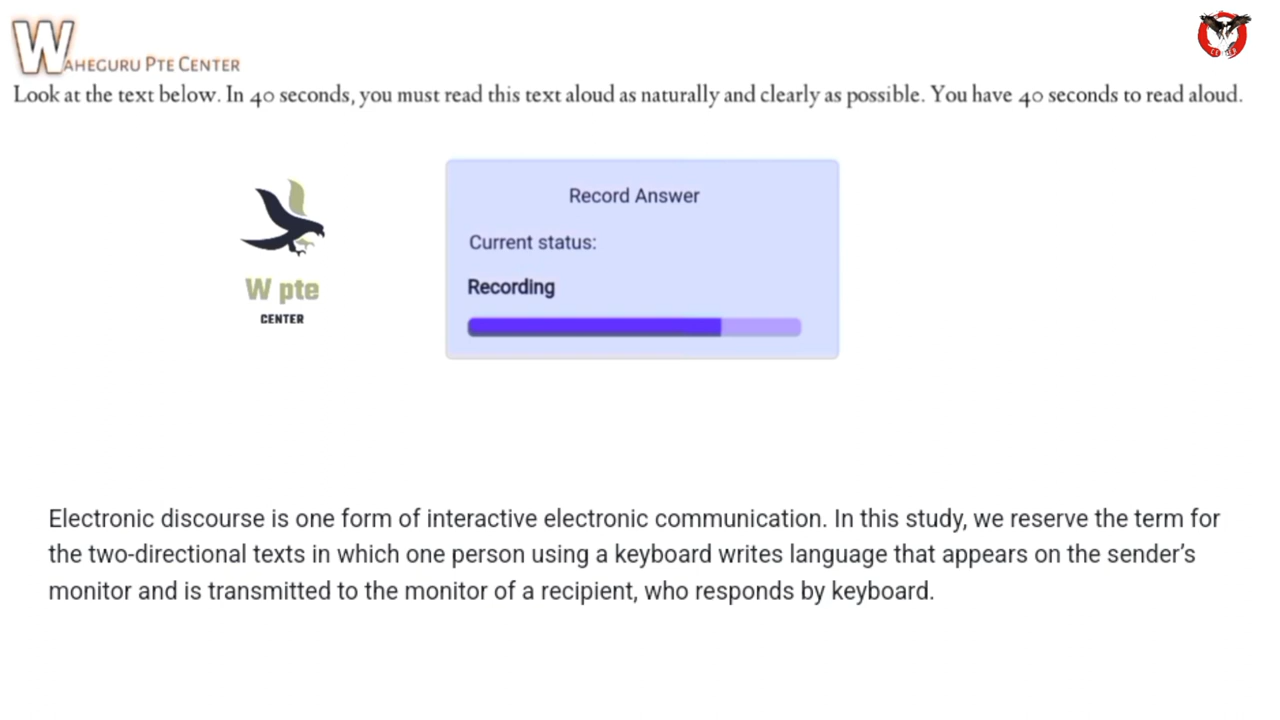 WAHEGURU PTE CENTER
Look at the text below. In 40 seconds, you must read this text aloud as naturally and clearly as possible. You have 40 seconds to read aloud.
Record Answer
Current status:
Recording
W pte
CENTER
Electronic discourse is one form of interactive electronic communication. In this study, we reserve the term for
the two-directional texts in which one person using a keyboard writes language that appears on the sender’s
monitor and is transmitted to the monitor of a recipient, who responds by keyboard.